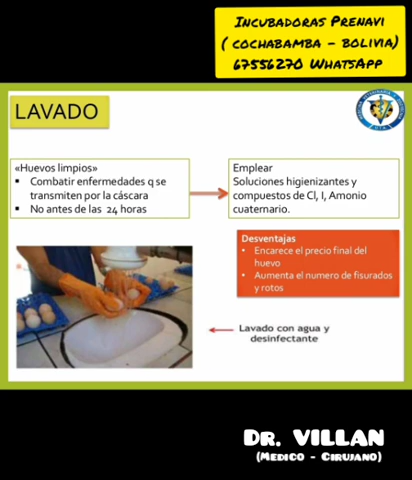 Incubadoras Prenavi
( cochabamba - bolivia)
67556270 WhatsApp
LAVADO
«Huevos limpios»
▪ Combatir enfermedades q se
transmiten por la cáscara
▪ No antes de las 24 horas
Emplear
Soluciones higienizantes y
compuestos de Cl, I, Amonio
cuaternario.
Desventajas
• Encarece el precio final del
huevo
• Aumenta el numero de fisurados
y rotos
Lavado con agua y
desinfectante
Dr. Villan
(Medico - Cirujano)